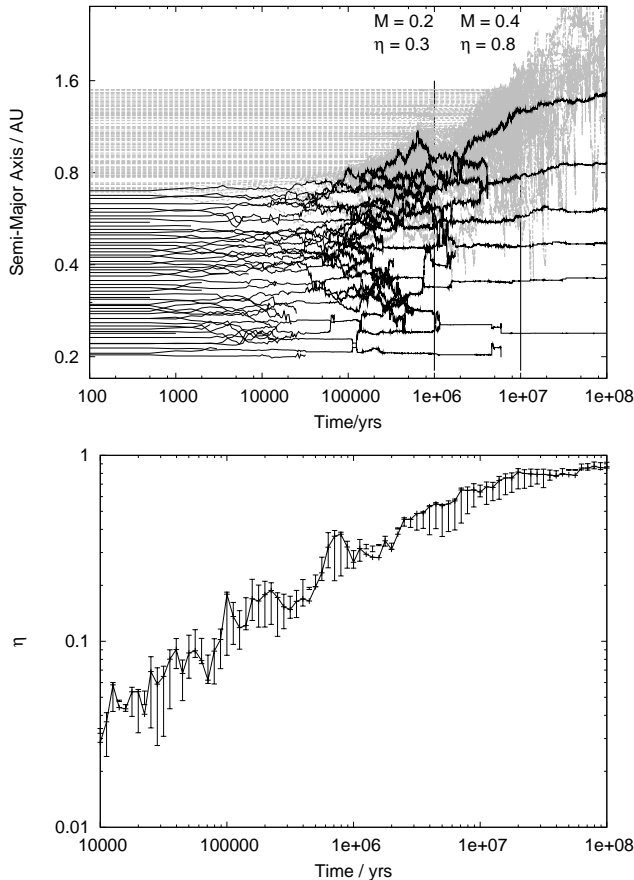 M = 0.2 M = 0.4
η = 0.3 η = 0.8
1.6
0.8
0.4
0.2
Semi-Major Axis / AU
100 1000 10000 100000 1e+06 1e+07 1e+08
Time/yrs
1
0.1
0.01
η
10000 100000 1e+06 1e+07 1e+08
Time / yrs